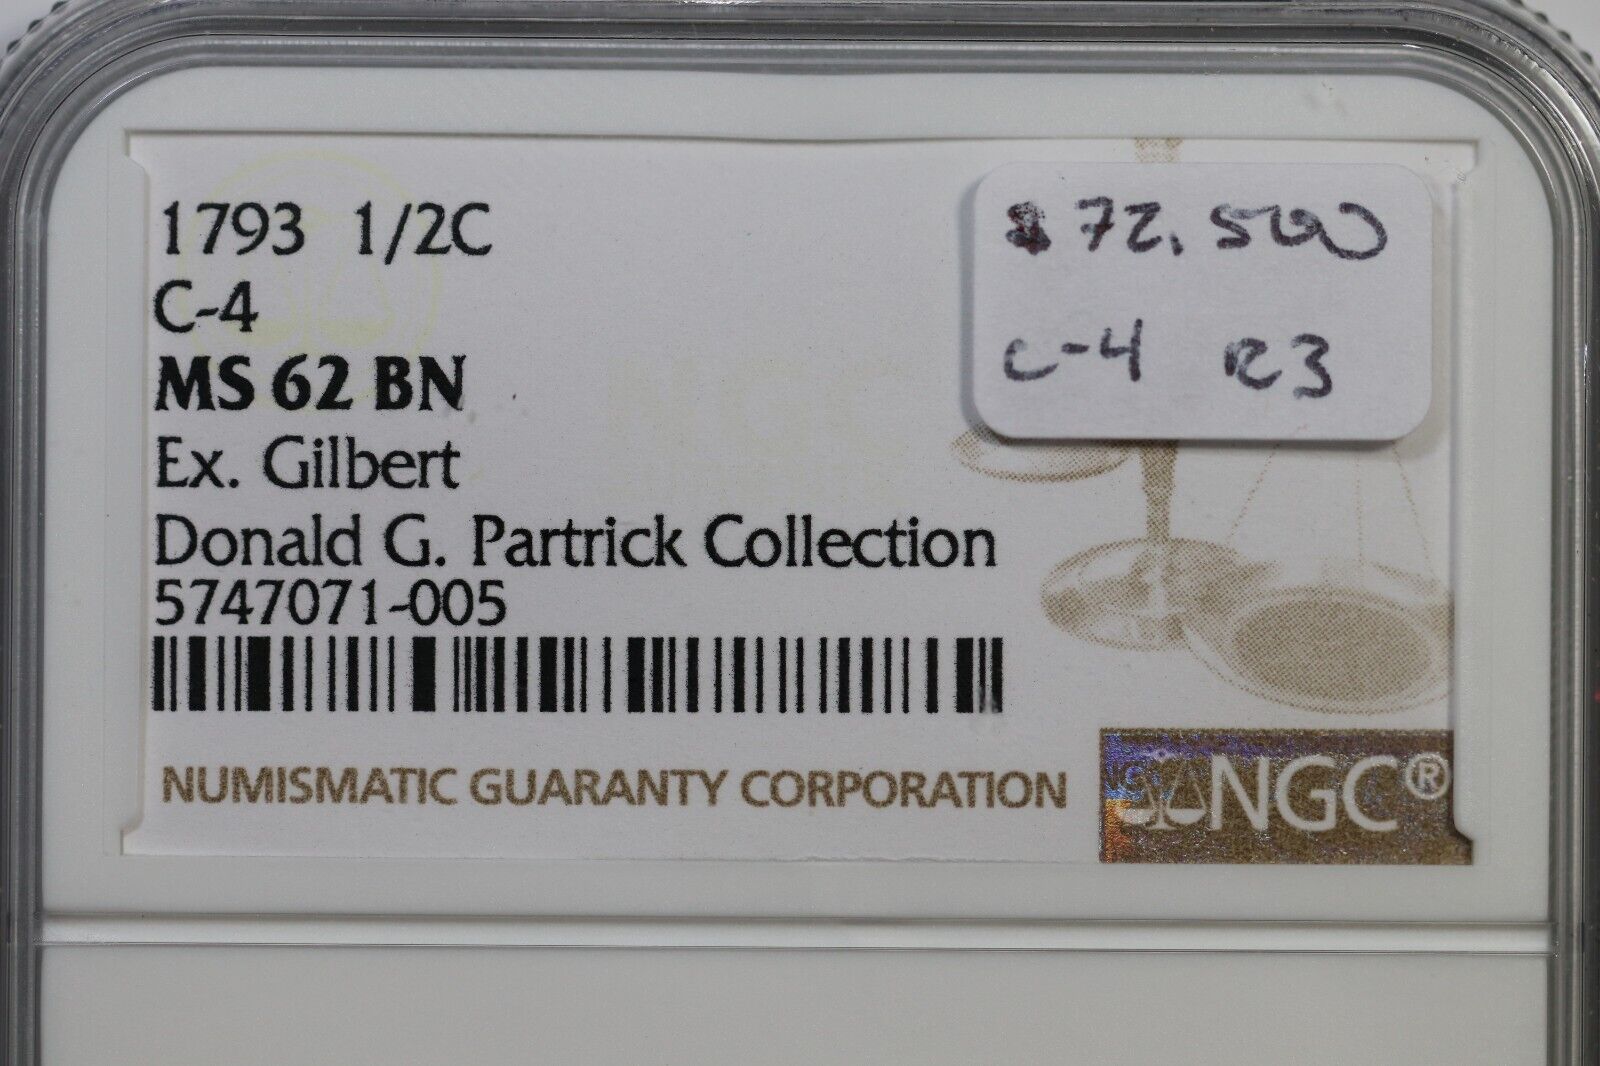 1793 1/2C
C-4
MS 62 BN
Ex. Gilbert
Donald G. Partrick Collection
5747071-005
NUMISMATIC GUARANTY CORPORATION
NGC®
$72,500
C-4 R3